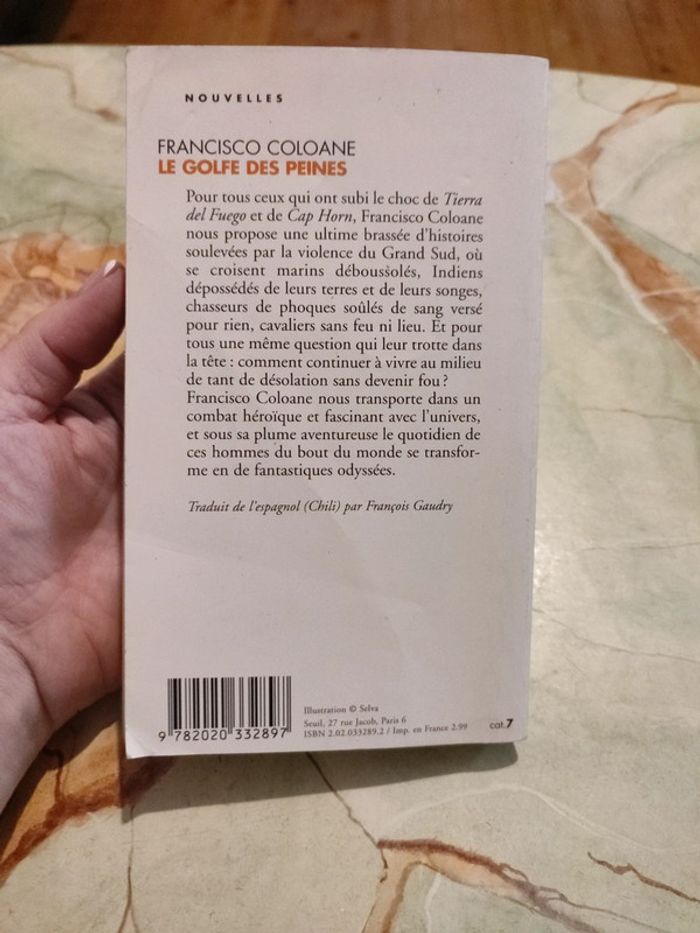 NOUVELLES
FRANCISCO COLOANE
LE GOLFE DES PEINES
Pour tous ceux qui ont subi le choc de Tierra
del Fuego et de Cap Horn, Francisco Coloane
nous propose une ultime brassée d'histoires
soulevées par la violence du Grand Sud, où
se croisent marins déboussolés, Indiens
dépossédés de leurs terres et de leurs songes,
chasseurs de phoques soûlés de sang versé
pour rien, cavaliers sans feu ni lieu. Et pour
tous une même question qui leur trotte dans
la tête : comment continuer à vivre au milieu
de tant de désolation sans devenir fou ?
Francisco Coloane nous transporte dans un
combat héroïque et fascinant avec l'univers,
et sous sa plume aventureuse le quotidien de
ces hommes du bout du monde se transfor-
me en de fantastiques odyssées.
Traduit de l'espagnol (Chili) par François Gaudry
9 782020 332897
Illustration © Selva
Seuil, 27 rue Jacob, Paris 6
ISBN 2.02.033289.2 / Imp. en France 2.99
cat.7